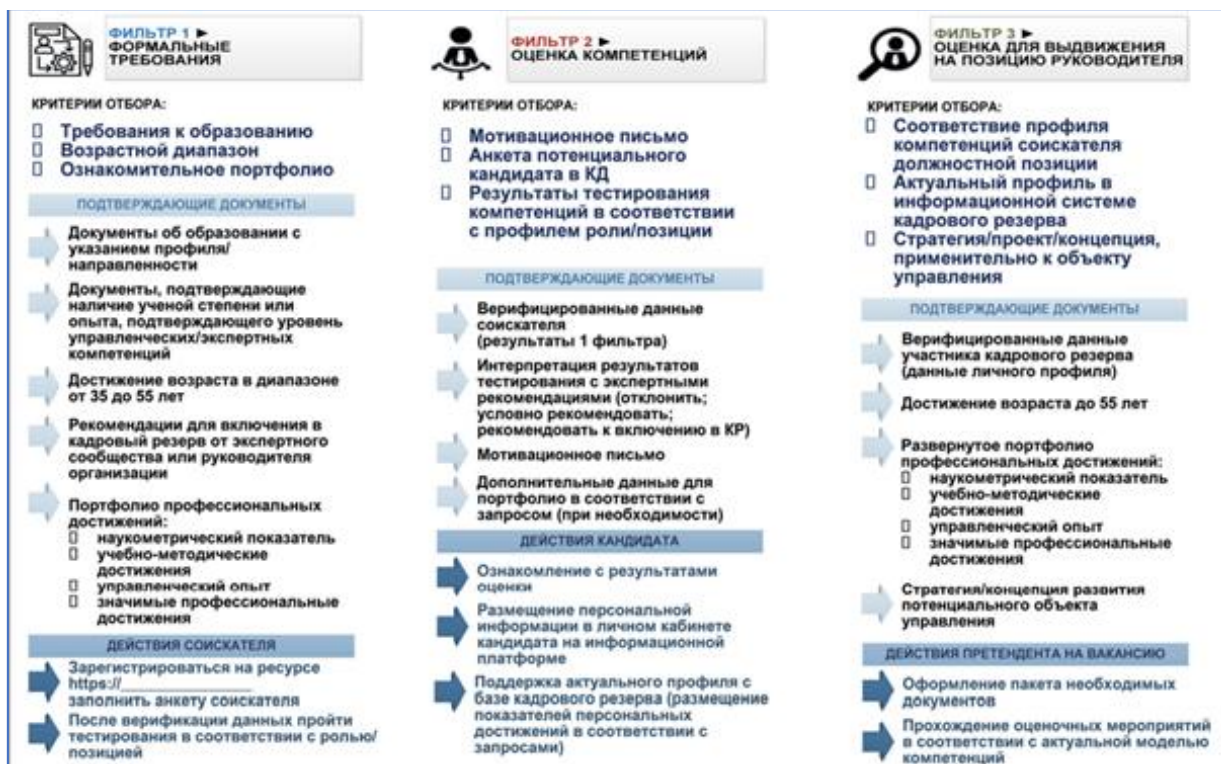 ФИЛЬТР 1 ►
ФОРМАЛЬНЫЕ
ТРЕБОВАНИЯ
КРИТЕРИИ ОТБОРА:
Требования к образованию
Возрастной диапазон
Ознакомительное портфолио
ПОДТВЕРЖДАЮЩИЕ ДОКУМЕНТЫ
Документы об образовании с
указанием профиля/
направленности
Документы, подтверждающие
наличие ученой степени или
опыта, подтверждающего уровень
управленческих/экспертных
компетенций
Достижение возраста в диапазоне
от 35 до 55 лет
Рекомендации для включения в
кадровый резерв от экспертного
сообщества или руководителя
организации
Портфолио профессиональных
достижений:
наукометрический показатель
учебно-методические
достижения
управленческий опыт
значимые профессиональные
достижения
ДЕЙСТВИЯ СОИСКАТЕЛЯ
Зарегистрироваться на ресурсе
https://________________
заполнить анкету соискателя
После верификации данных пройти
тестирования в соответствии с ролью/
позицией
ФИЛЬТР 2 ►
ОЦЕНКА КОМПЕТЕНЦИЙ
КРИТЕРИИ ОТБОРА:
Мотивационное письмо
Анкета потенциального
кандидата в КД
Результаты тестирования
компетенций в соответствии
с профилем роли/позиции
ПОДТВЕРЖДАЮЩИЕ ДОКУМЕНТЫ
Верифицированные данные
соискателя
(результаты 1 фильтра)
Интерпретация результатов
тестирования с экспертными
рекомендациями (отклонить;
условно рекомендовать;
рекомендовать к включению в КР)
Мотивационное письмо
Дополнительные данные для
портфолио в соответствии с
запросом (при необходимости)
ДЕЙСТВИЯ КАНДИДАТА
Ознакомление с результатами
оценки
Размещение персональной
информации в личном кабинете
кандидата на информационной
платформе
Поддержка актуального профиля с
базе кадрового резерва (размещение
показателей персональных
достижений в соответствии с
запросами)
ФИЛЬТР 3 ►
ОЦЕНКА ДЛЯ ВЫДВИЖЕНИЯ
НА ПОЗИЦИЮ РУКОВОДИТЕЛЯ
КРИТЕРИИ ОТБОРА:
Соответствие профиля
компетенций соискателя
должностной позиции
Актуальный профиль в
информационной системе
кадрового резерва
Стратегия/проект/концепция,
применительно к объекту
управления
ПОДТВЕРЖДАЮЩИЕ ДОКУМЕНТЫ
Верифицированные данные
участника кадрового резерва
(данные личного профиля)
Достижение возраста до 55 лет
Развернутое портфолио
профессиональных достижений:
наукометрический показатель
учебно-методические
достижения
управленческий опыт
значимые профессиональные
достижения
Стратегия/концепция развития
потенциального объекта
управления
ДЕЙСТВИЯ ПРЕТЕНДЕНТА НА ВАКАНСИЮ
Оформление пакета необходимых
документов
Прохождение оценочных мероприятий
в соответствии с актуальной моделью
компетенций